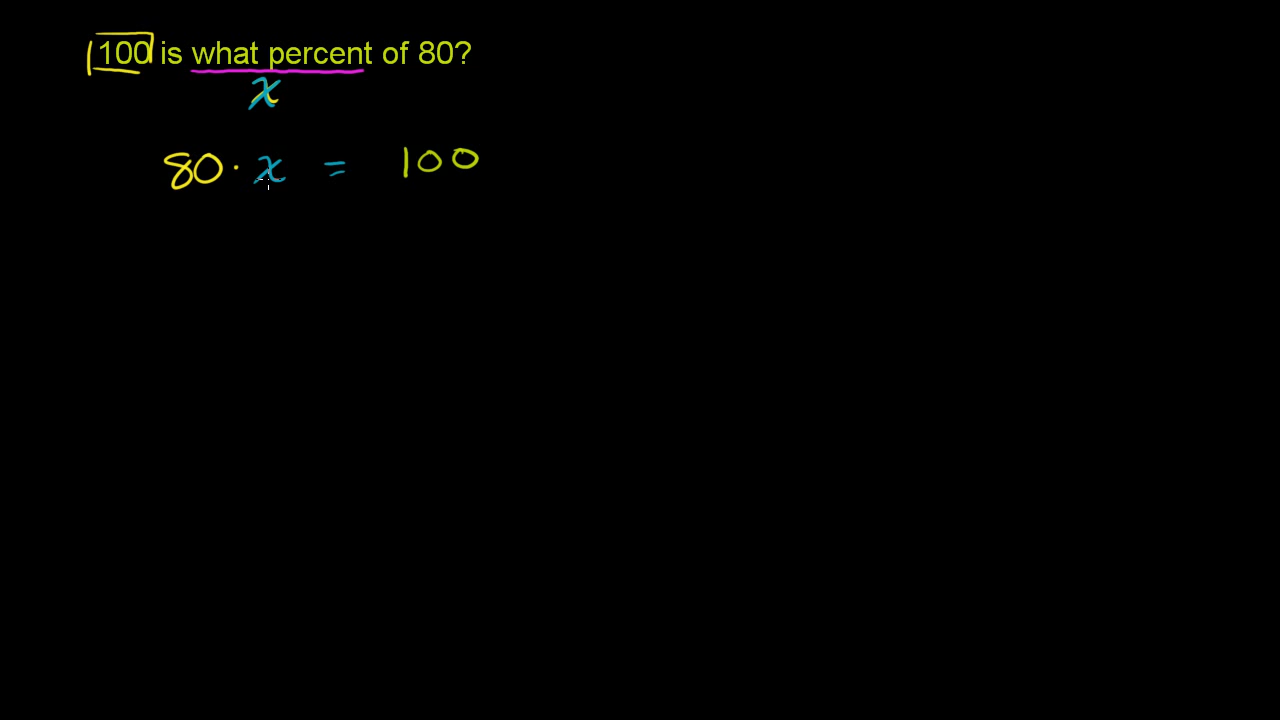 100 is what percent of 80?
x
80 · x = 100